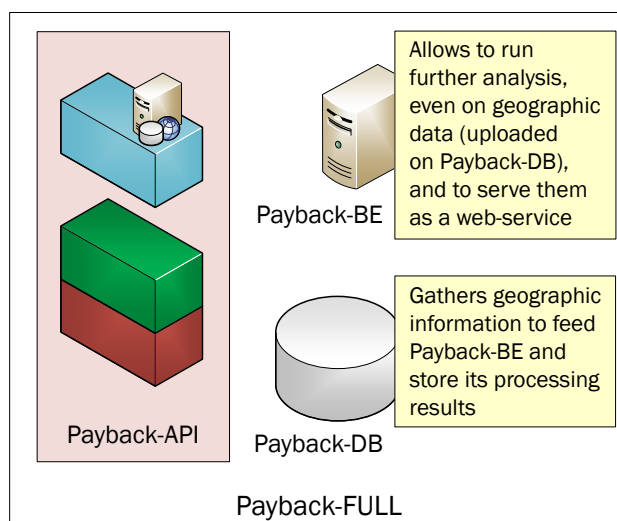 Allows to run
further analysis,
even on geographic
data (uploaded
on Payback-DB),
and to serve them
as a web-service
Payback-BE
Gathers geographic
information to feed
Payback-BE and
store its processing
results
Payback-API
Payback-DB
Payback-FULL